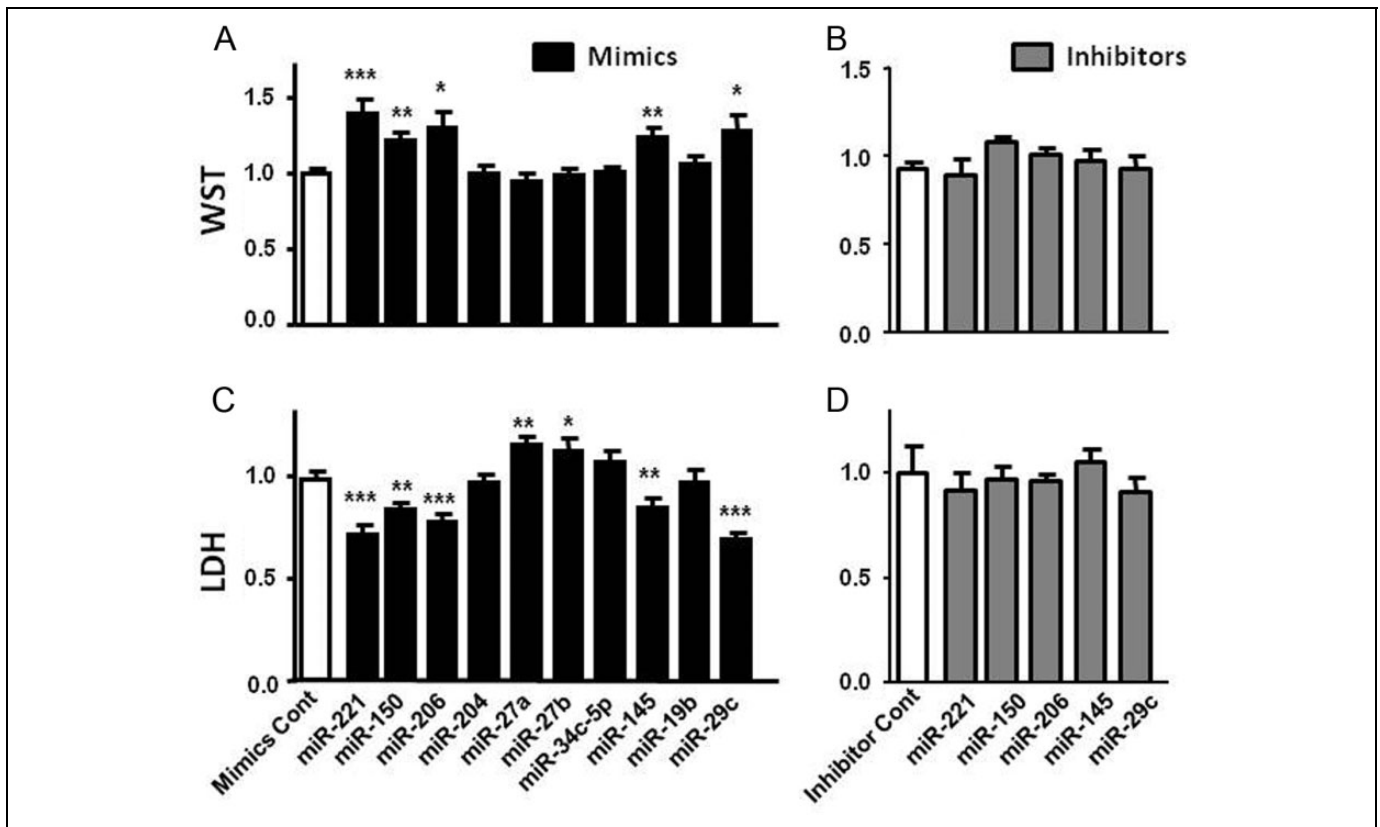 A
Mimics
B
Inhibitors
WST
1.5
1.0
0.5
0.0
***
**
*
**
*
1.5
1.0
0.5
0.0
C
D
LDH
1.0
0.5
0.0
***
**
***
**
*
**
***
1.0
0.5
0.0
Mimics Cont
miR-221
miR-150
miR-206
miR-204
miR-27a
miR-27b
miR-34c-5p
miR-145
miR-19b
miR-29c
Inhibitor Cont
miR-221
miR-150
miR-206
miR-145
miR-29c